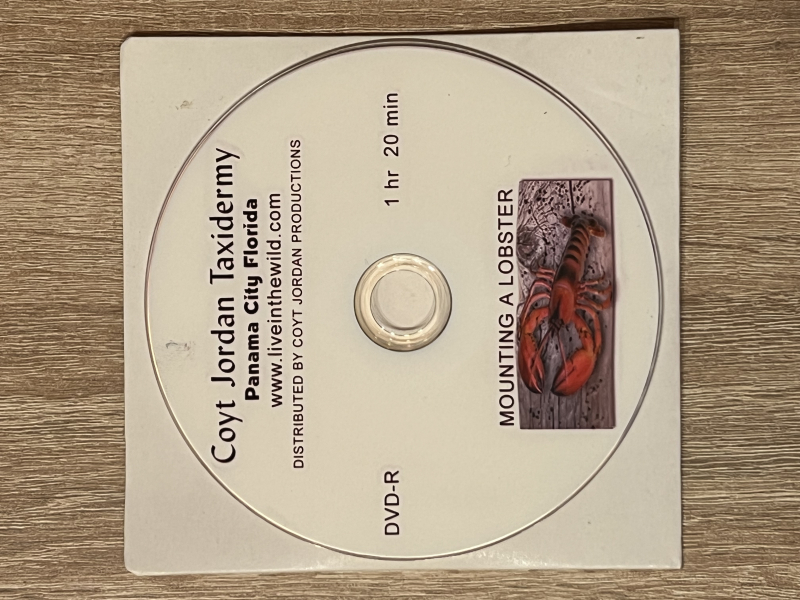 Coyt Jordan Taxidermy
Panama City Florida
www.liveinthewild.com
DISTRIBUTED BY COYT JORDAN PRODUCTIONS
DVD-R
1 hr 20 min
MOUNTING A LOBSTER